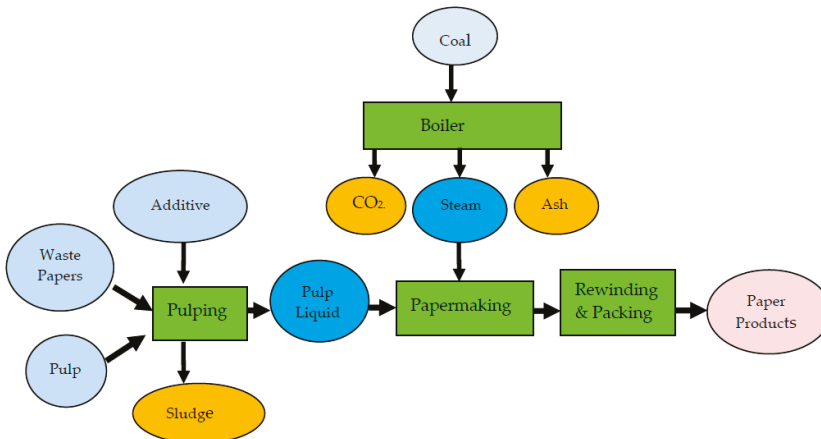 Coal
Boiler
CO2.
Steam
Ash
Additive
Waste
Papers
Pulping
Pulp
Liquid
Papermaking
Rewinding
& Packing
Paper
Products
Pulp
Sludge